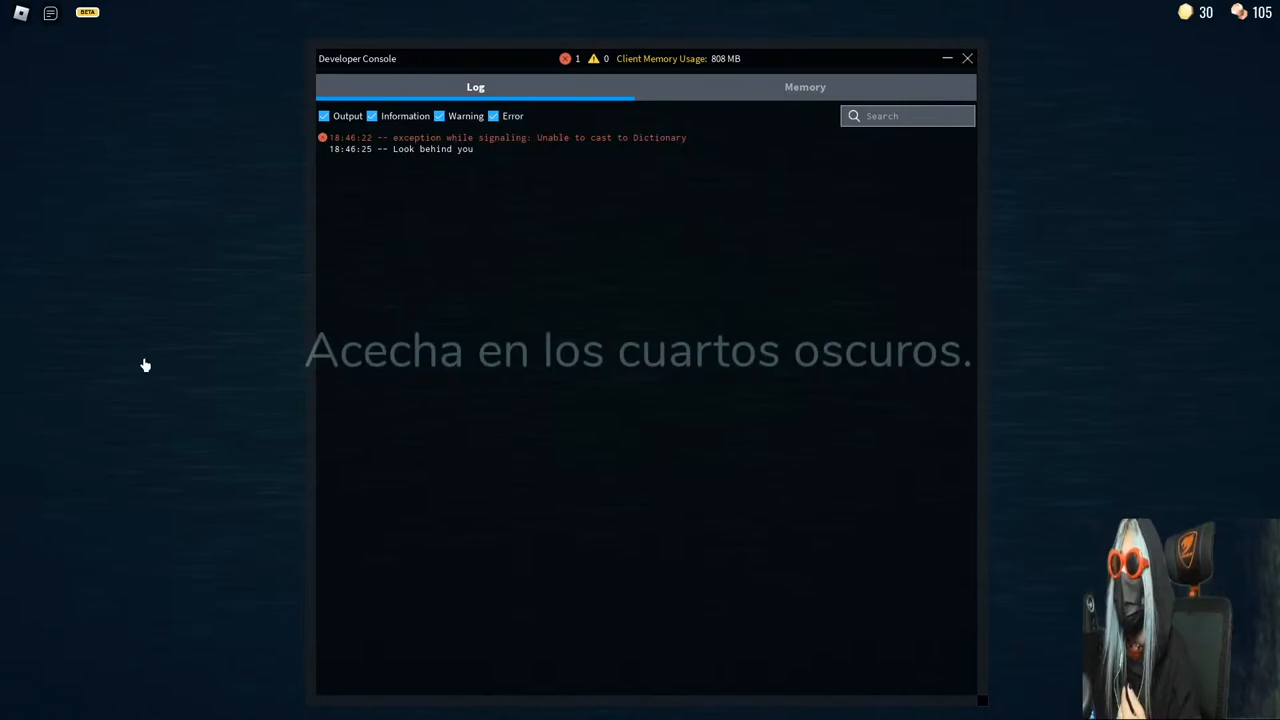 BETA
30
105
Developer Console
1
0
Client Memory Usage: 808 MB
Log
Memory
Output
Information
Warning
Error
Search
18:46:22 -- exception while signaling: Unable to cast to Dictionary
18:46:25 -- Look behind you
Acecha en los cuartos oscuros.